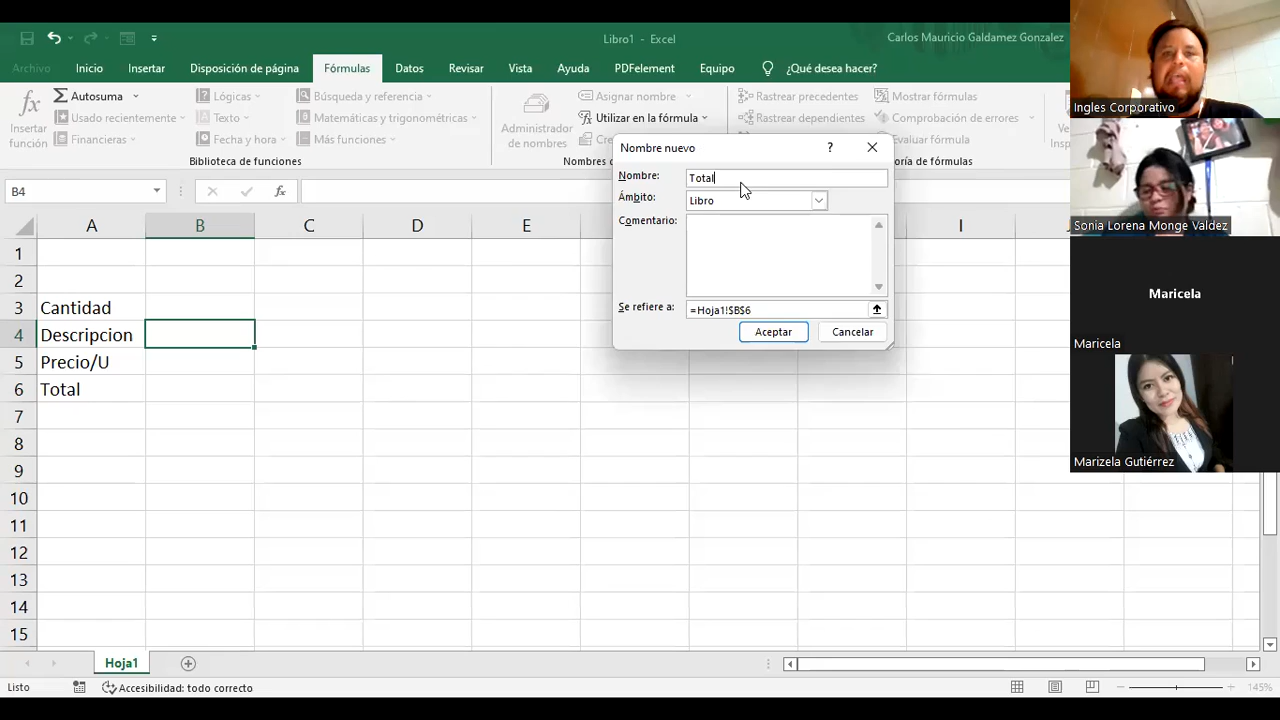 Libro1 - Excel
Carlos Mauricio Galdamez Gonzalez
Archivo Inicio Insertar Disposición de página Fórmulas Datos Revisar Vista Ayuda PDFelement Equipo ¿Qué desea hacer?
Insertar función
Autosuma
Usado recientemente
Financieras
Lógicas
Texto
Fecha y hora
Búsqueda y referencia
Matemáticas y trigonométricas
Más funciones
Biblioteca de funciones
Administrador de nombres
Asignar nombre
Utilizar en la fórmula
Nombres
Rastrear precedentes
Rastrear dependientes
Mostrar fórmulas
Comprobación de errores
Evaluar fórmula
Nombre nuevo ? 
Nombre: Total
Ámbito: Libro
Comentario:
Se refiere a: =Hoja1!$B$6
Aceptar Cancelar
B4 fx
A B C D E I
1
2
3 Cantidad
4 Descripcion
5 Precio/U
6 Total
7
8
9
10
11
12
13
14
15
Hoja1
Listo Accesibilidad: todo correcto 145%
Ingles Corporativo
Sonia Lorena Monge Valdez
Maricela
Maricela
Marizela Gutiérrez